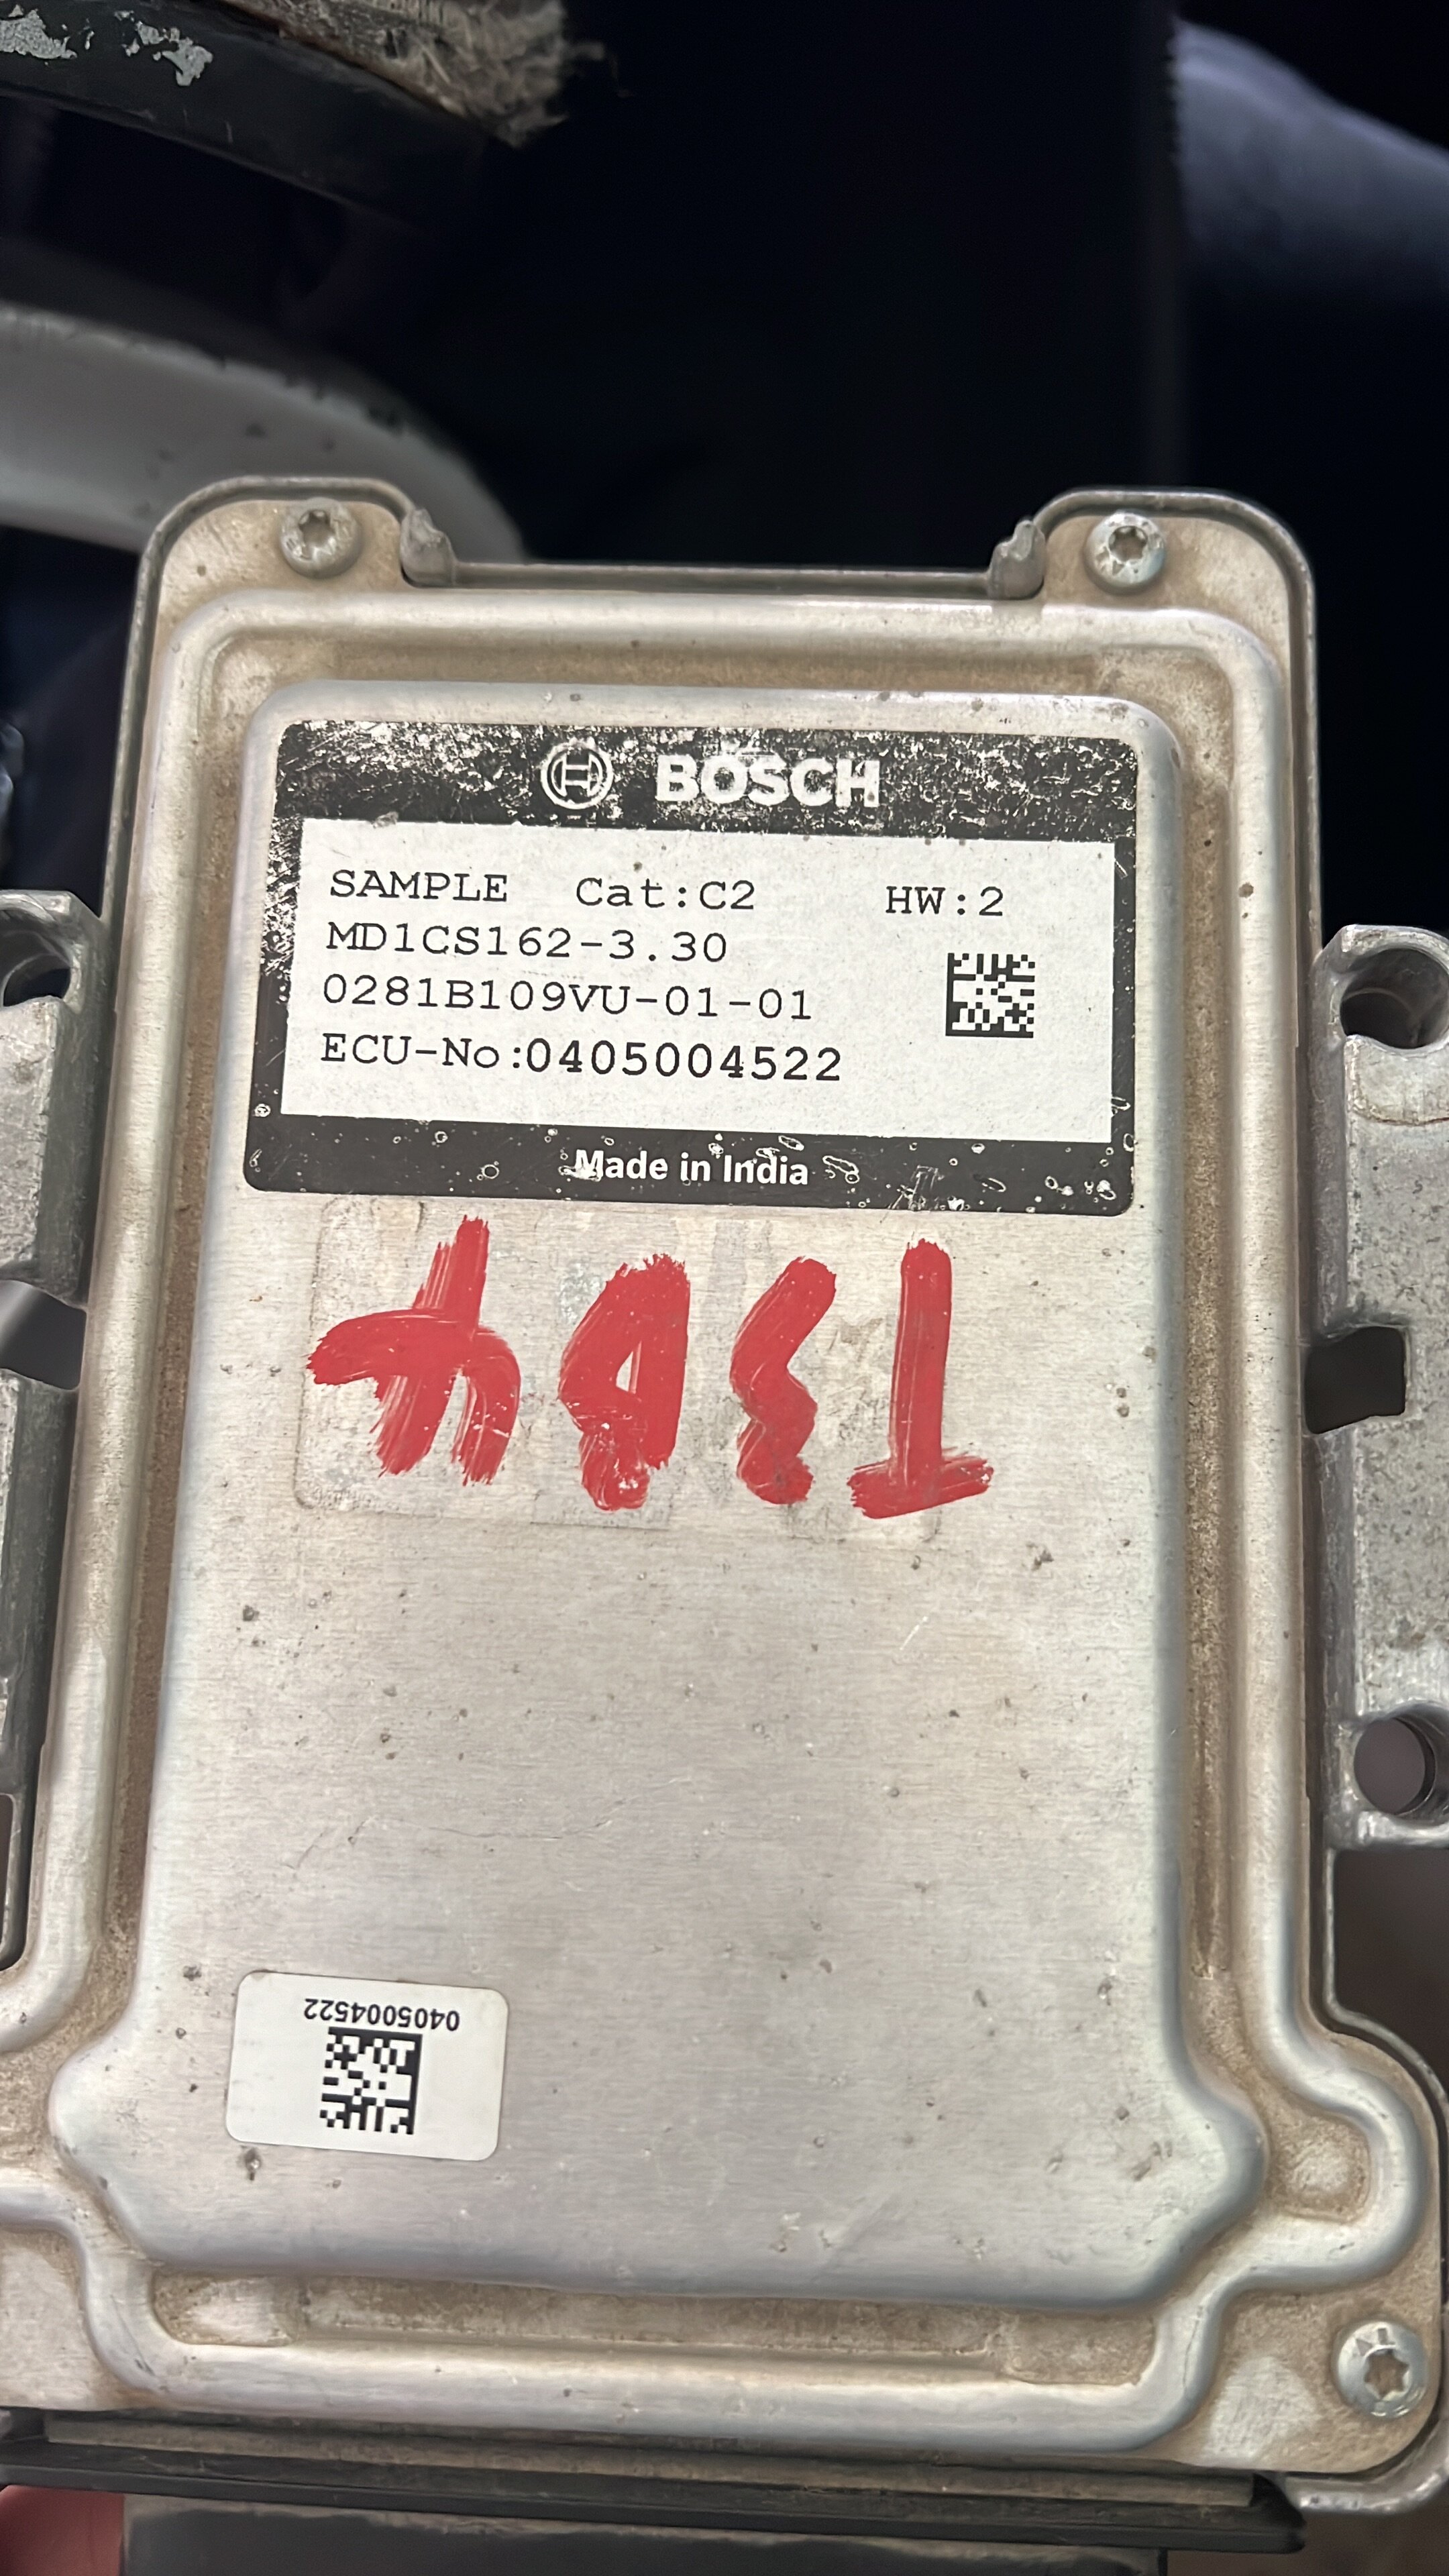 BOSCH
SAMPLE Cat:C2 HW:2
MD1CS162-3.30
0281B109VU-01-01
ECU-No:0405004522
Made in India
0405004522